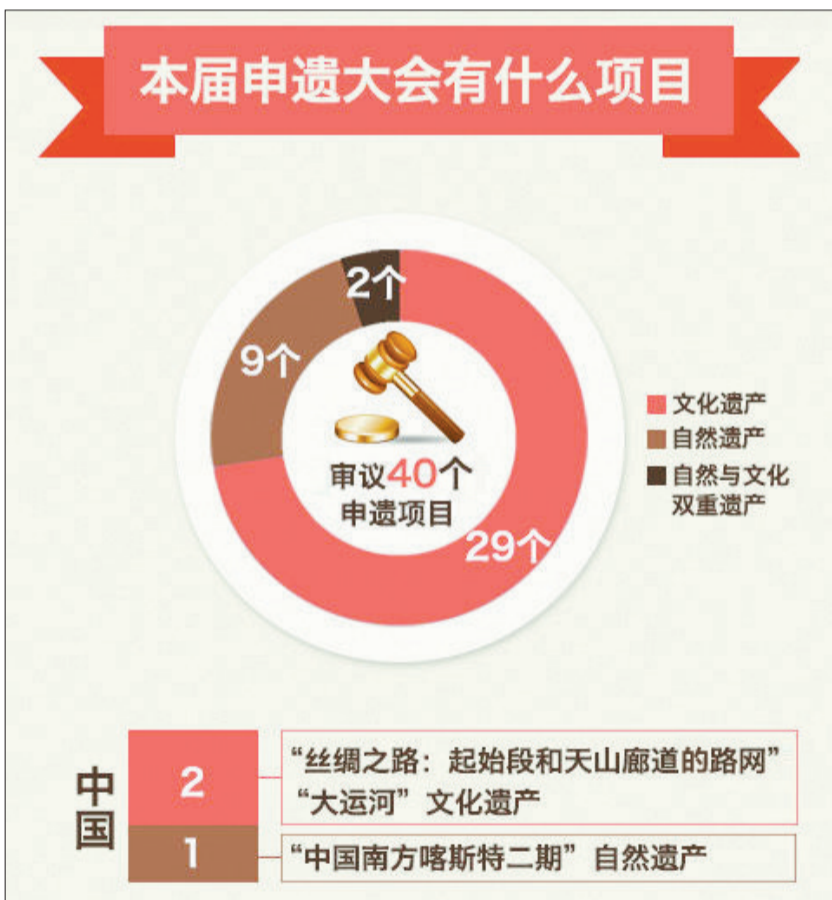 本届申遗大会有什么项目
2个
9个
审议40个
申遗项目
29个
文化遗产
自然遗产
自然与文化
双重遗产
中国
2
“丝绸之路：起始段和天山廊道的路网”
“大运河”文化遗产
1
“中国南方喀斯特二期”自然遗产